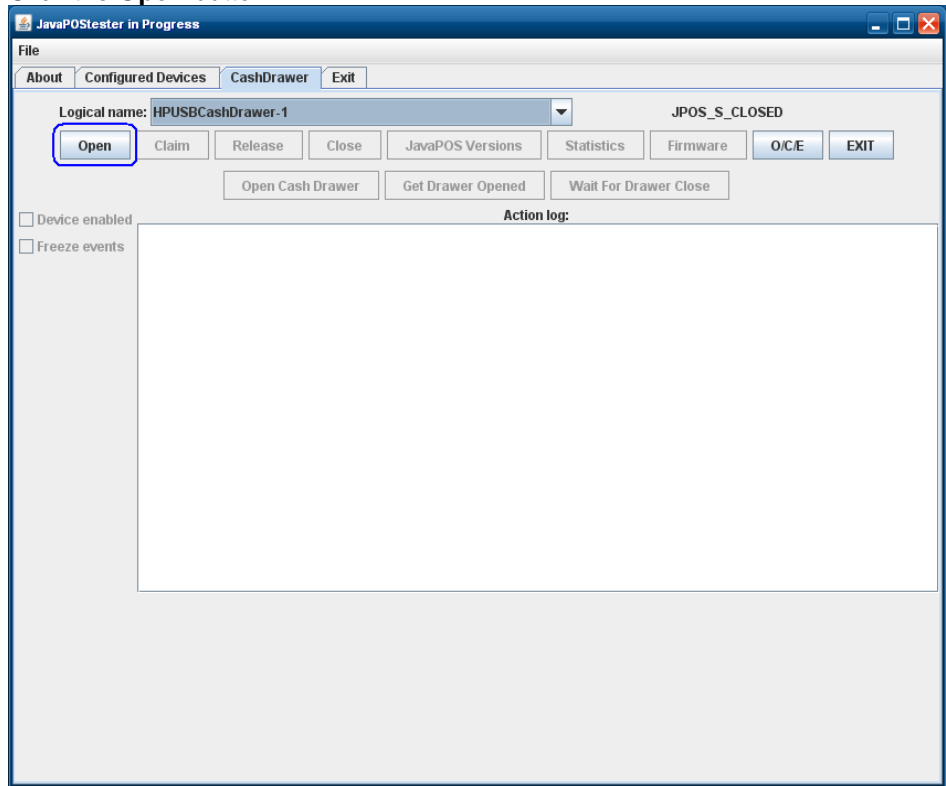 JavaPOStester in Progress
File
About Configured Devices CashDrawer Exit
Logical name: HPUSBCashDrawer-1 JPOS_S_CLOSED
Open Claim Release Close JavaPOS Versions Statistics Firmware O/C/E EXIT
Open Cash Drawer Get Drawer Opened Wait For Drawer Close
Device enabled Action log:
Freeze events